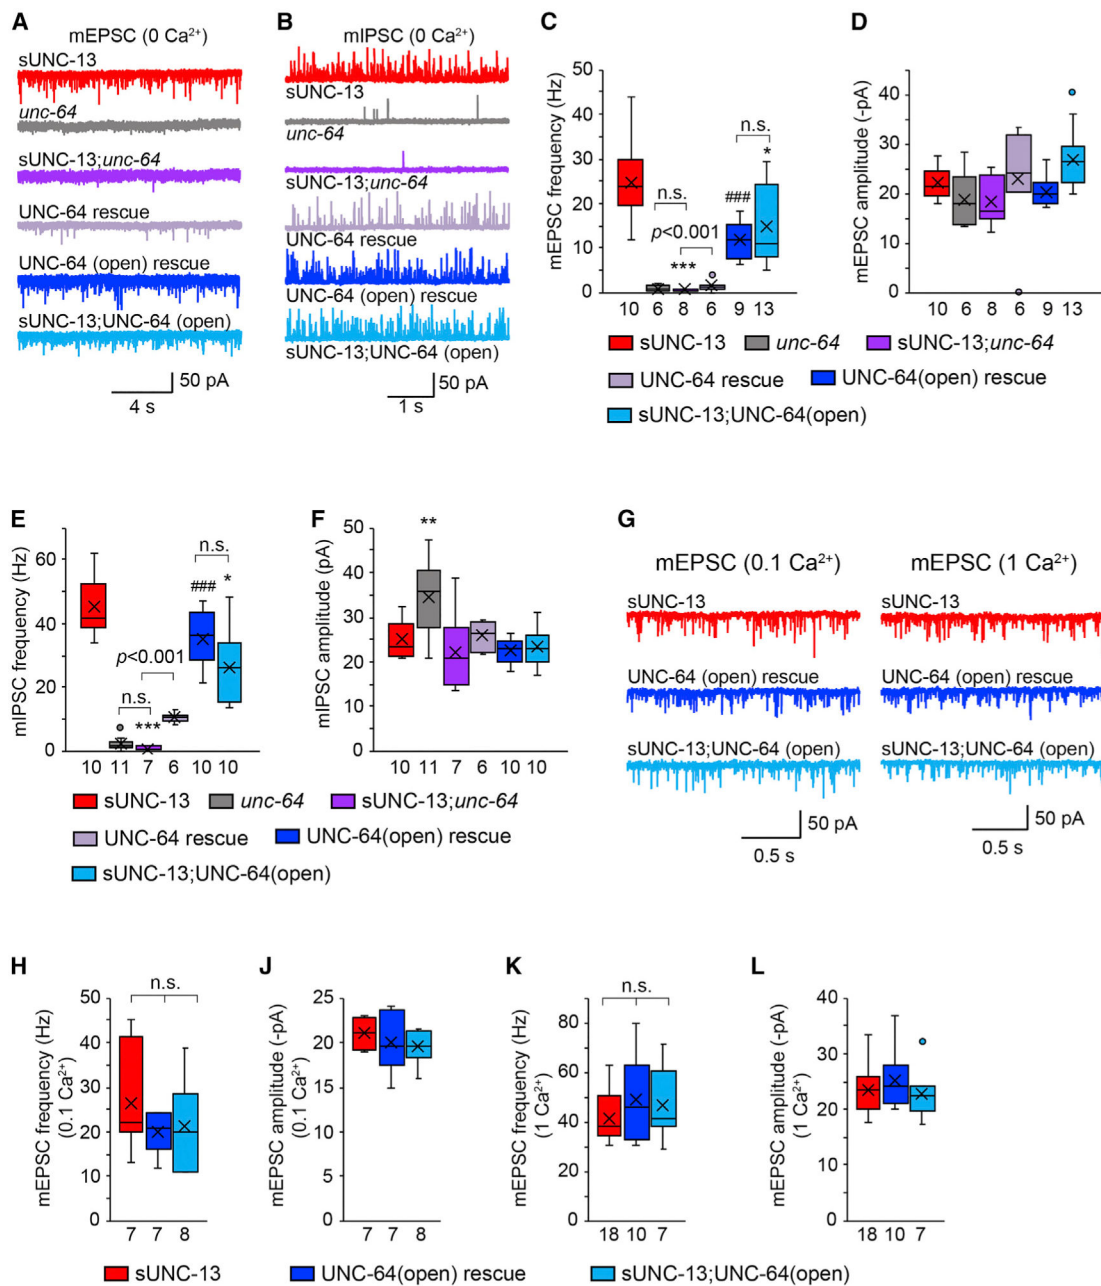 A
mEPSC (0 Ca²⁺)
sUNC-13
unc-64
sUNC-13;unc-64
UNC-64 rescue
UNC-64 (open) rescue
sUNC-13;UNC-64 (open)
50 pA
4 s
B
mIPSC (0 Ca²⁺)
sUNC-13
unc-64
sUNC-13;unc-64
UNC-64 rescue
UNC-64 (open) rescue
sUNC-13;UNC-64 (open)
50 pA
1 s
C
mEPSC frequency (Hz)
50
40
30
20
10
0
n.s.
*
n.s.
###
p<0.001
***
10 6 8 6 9 13
D
mEPSC amplitude (-pA)
50
40
30
20
10
0
10 6 8 6 9 13
sUNC-13 unc-64 sUNC-13;unc-64
UNC-64 rescue UNC-64(open) rescue
sUNC-13;UNC-64(open)
E
mIPSC frequency (Hz)
60
40
20
0
n.s.
### *
p<0.001
n.s.
***
10 11 7 6 10 10
F
mIPSC amplitude (pA)
50
40
30
20
10
0
**
10 11 7 6 10 10
sUNC-13 unc-64 sUNC-13;unc-64
UNC-64 rescue UNC-64(open) rescue
sUNC-13;UNC-64(open)
G
mEPSC (0.1 Ca²⁺) mEPSC (1 Ca²⁺)
sUNC-13 sUNC-13
UNC-64 (open) rescue UNC-64 (open) rescue
sUNC-13;UNC-64 (open) sUNC-13;UNC-64 (open)
50 pA 50 pA
0.5 s 0.5 s
H
mEPSC frequency (Hz)
(0.1 Ca²⁺)
50
40
30
20
10
0
n.s.
7 7 8
J
mEPSC amplitude (-pA)
(0.1 Ca²⁺)
25
20
15
10
5
0
7 7 8
K
mEPSC frequency (Hz)
(1 Ca²⁺)
80
60
40
20
0
n.s.
18 10 7
L
mEPSC amplitude (-pA)
(1 Ca²⁺)
40
30
20
10
0
18 10 7
sUNC-13 UNC-64(open) rescue sUNC-13;UNC-64(open)